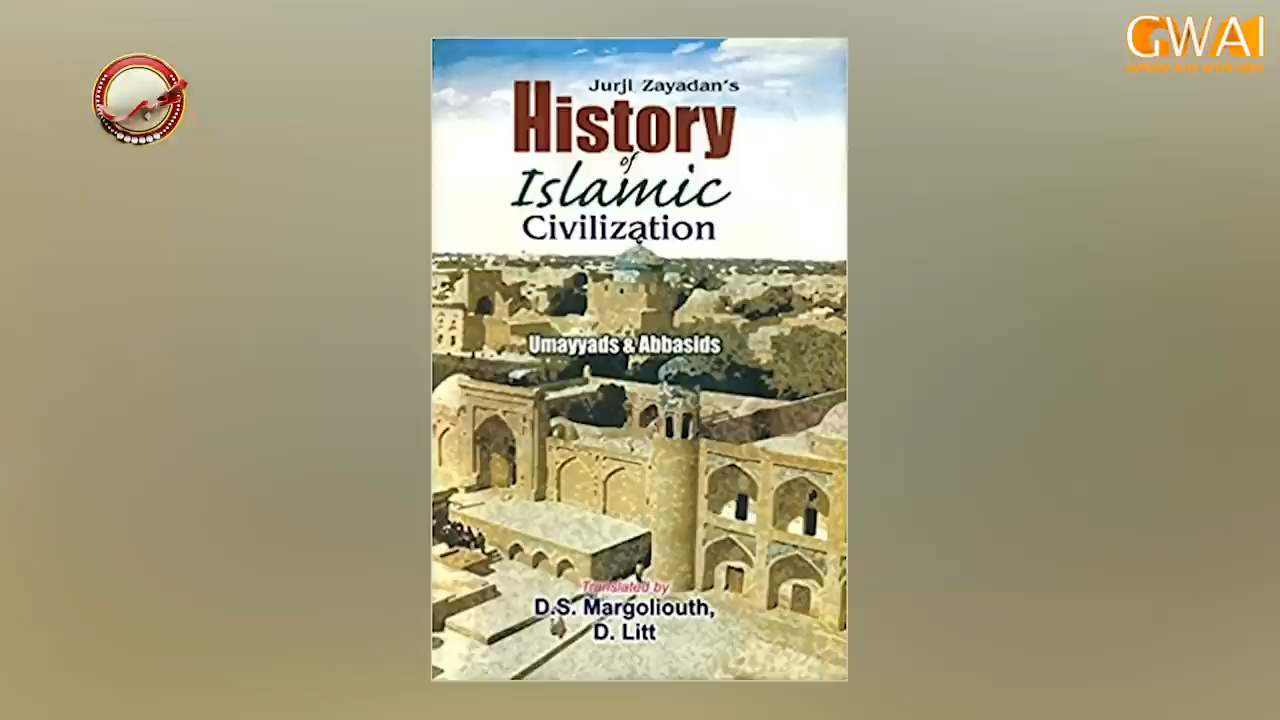 GWAI
Jurji Zayadan's
History
of
Islamic
Civilization
Umayyads & Abbasids
Translated by
D.S. Margoliouth,
D. Litt